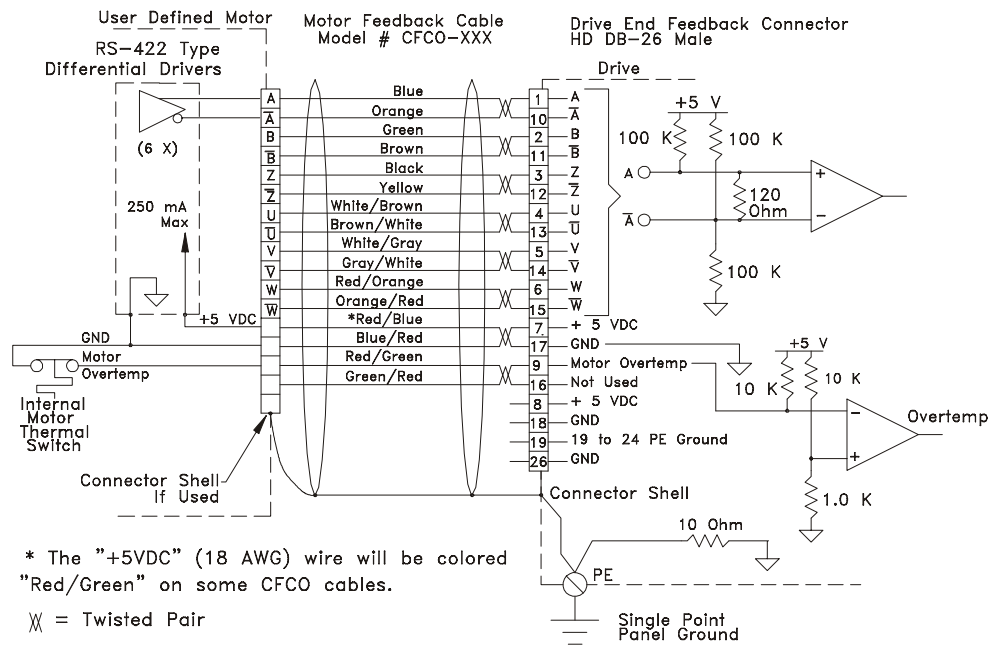 User Defined Motor
Motor Feedback Cable
Model # CFCO-XXX
Drive End Feedback Connector
HD DB-26 Male
RS-422 Type
Differential Drivers
Drive
(6 X)
250 mA
Max
A Blue 1 A
A̅ Orange 10 A̅
B Green 2 B
B̅ Brown 11 B̅
Z Black 3 Z
Z̅ Yellow 12 Z̅
U White/Brown 4 U
U̅ Brown/White 13 U̅
V White/Gray 5 V
V̅ Gray/White 14 V̅
W Red/Orange 6 W
W̅ Orange/Red 15 W̅
+5 VDC *Red/Blue 7 + 5 VDC
GND Blue/Red 17 GND
Motor
Overtemp
Red/Green 9 Motor Overtemp
Green/Red 16 Not Used
8 + 5 VDC
18 GND
19 19 to 24 PE Ground
26 GND
+5 V
100 K 100 K
A +
120
Ohm
A̅ −
100 K
+5 V
10 K 10 K
−
+
Overtemp
1.0 K
Internal
Motor
Thermal
Switch
Connector Shell
If Used
Connector Shell
10 Ohm
PE
Single Point
Panel Ground
* The "+5VDC" (18 AWG) wire will be colored
"Red/Green" on some CFCO cables.
= Twisted Pair